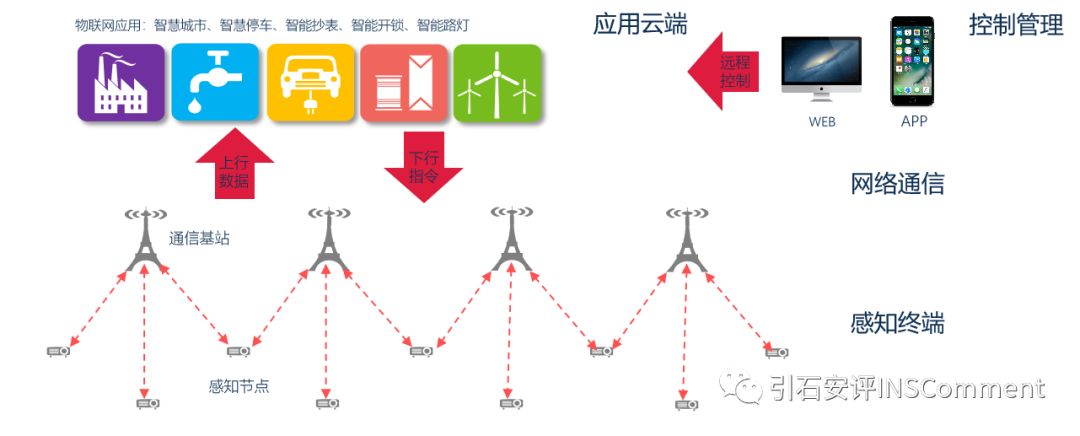 物联网应用：智慧城市、智慧停车、智能抄表、智能开锁、智能路灯
应用云端
控制管理
远程
控制
WEB
APP
上行
数据
下行
指令
网络通信
通信基站
感知终端
感知节点
引石安评INSComment